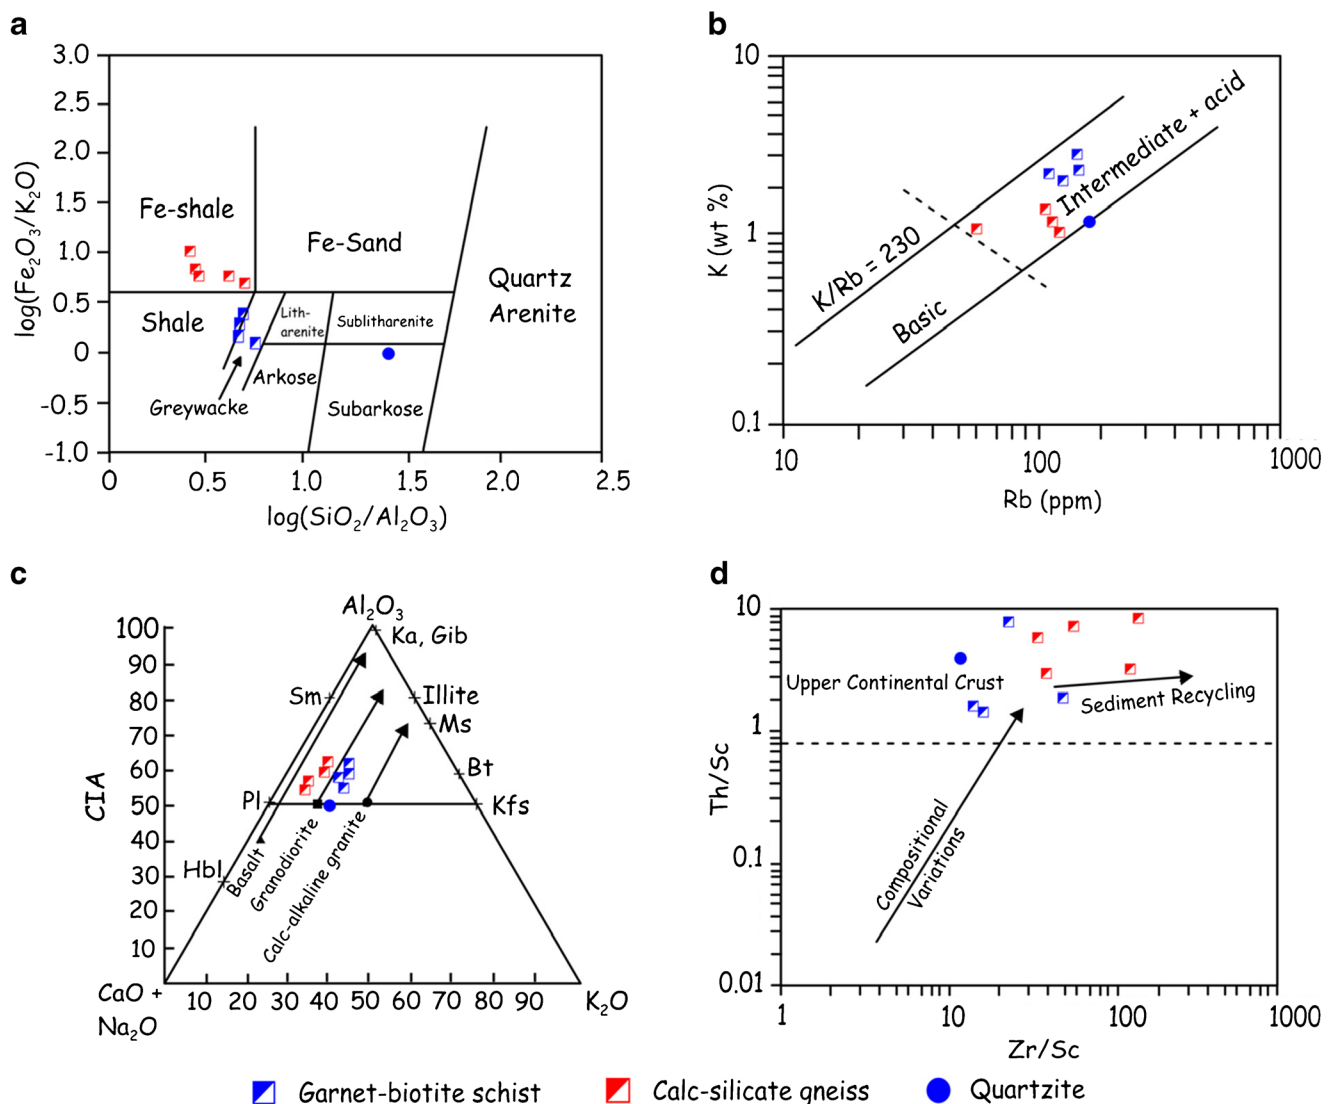 a
3.0
2.5
2.0
1.5
1.0
0.5
0
-0.5
-1.0
log(Fe2O3/K2O)
Fe-shale
Fe-Sand
Quartz
Arenite
Shale
Lith-
arenite
Sublitharenite
Arkose
Greywacke
Subarkose
0
0.5
1.0
1.5
2.0
2.5
log(SiO2/Al2O3)
b
10
1
0.1
K (wt %)
K/Rb = 230
Intermediate + acid
Basic
10
100
1000
Rb (ppm)
c
Al2O3
100
90
80
70
60
50
40
30
20
10
CIA
Ka, Gib
Sm
Illite
Ms
Bt
Pl
Kfs
Hbl
Basalt
Granodiorite
Calc-alkaline granite
CaO +
Na2O
10 20 30 40 50 60 70 80 90
K2O
d
10
1
0.1
0.01
Th/Sc
Upper Continental Crust
Sediment Recycling
Compositional
Variations
1
10
100
1000
Zr/Sc
Garnet-biotite schist
Calc-silicate gneiss
Quartzite